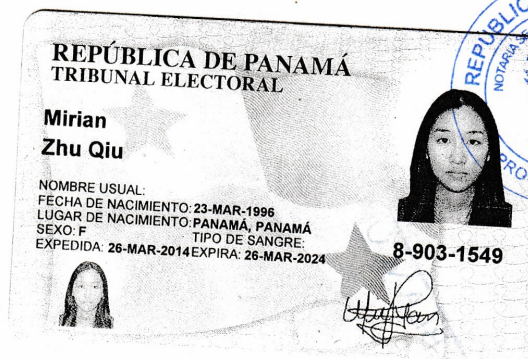 REPÚBLICA DE PANAMÁ
TRIBUNAL ELECTORAL
Mirian
Zhu Qiu
NOMBRE USUAL:
FECHA DE NACIMIENTO: 23-MAR-1996
LUGAR DE NACIMIENTO: PANAMÁ, PANAMÁ
SEXO: F TIPO DE SANGRE:
EXPEDIDA: 26-MAR-2014 EXPIRA: 26-MAR-2024
8-903-1549